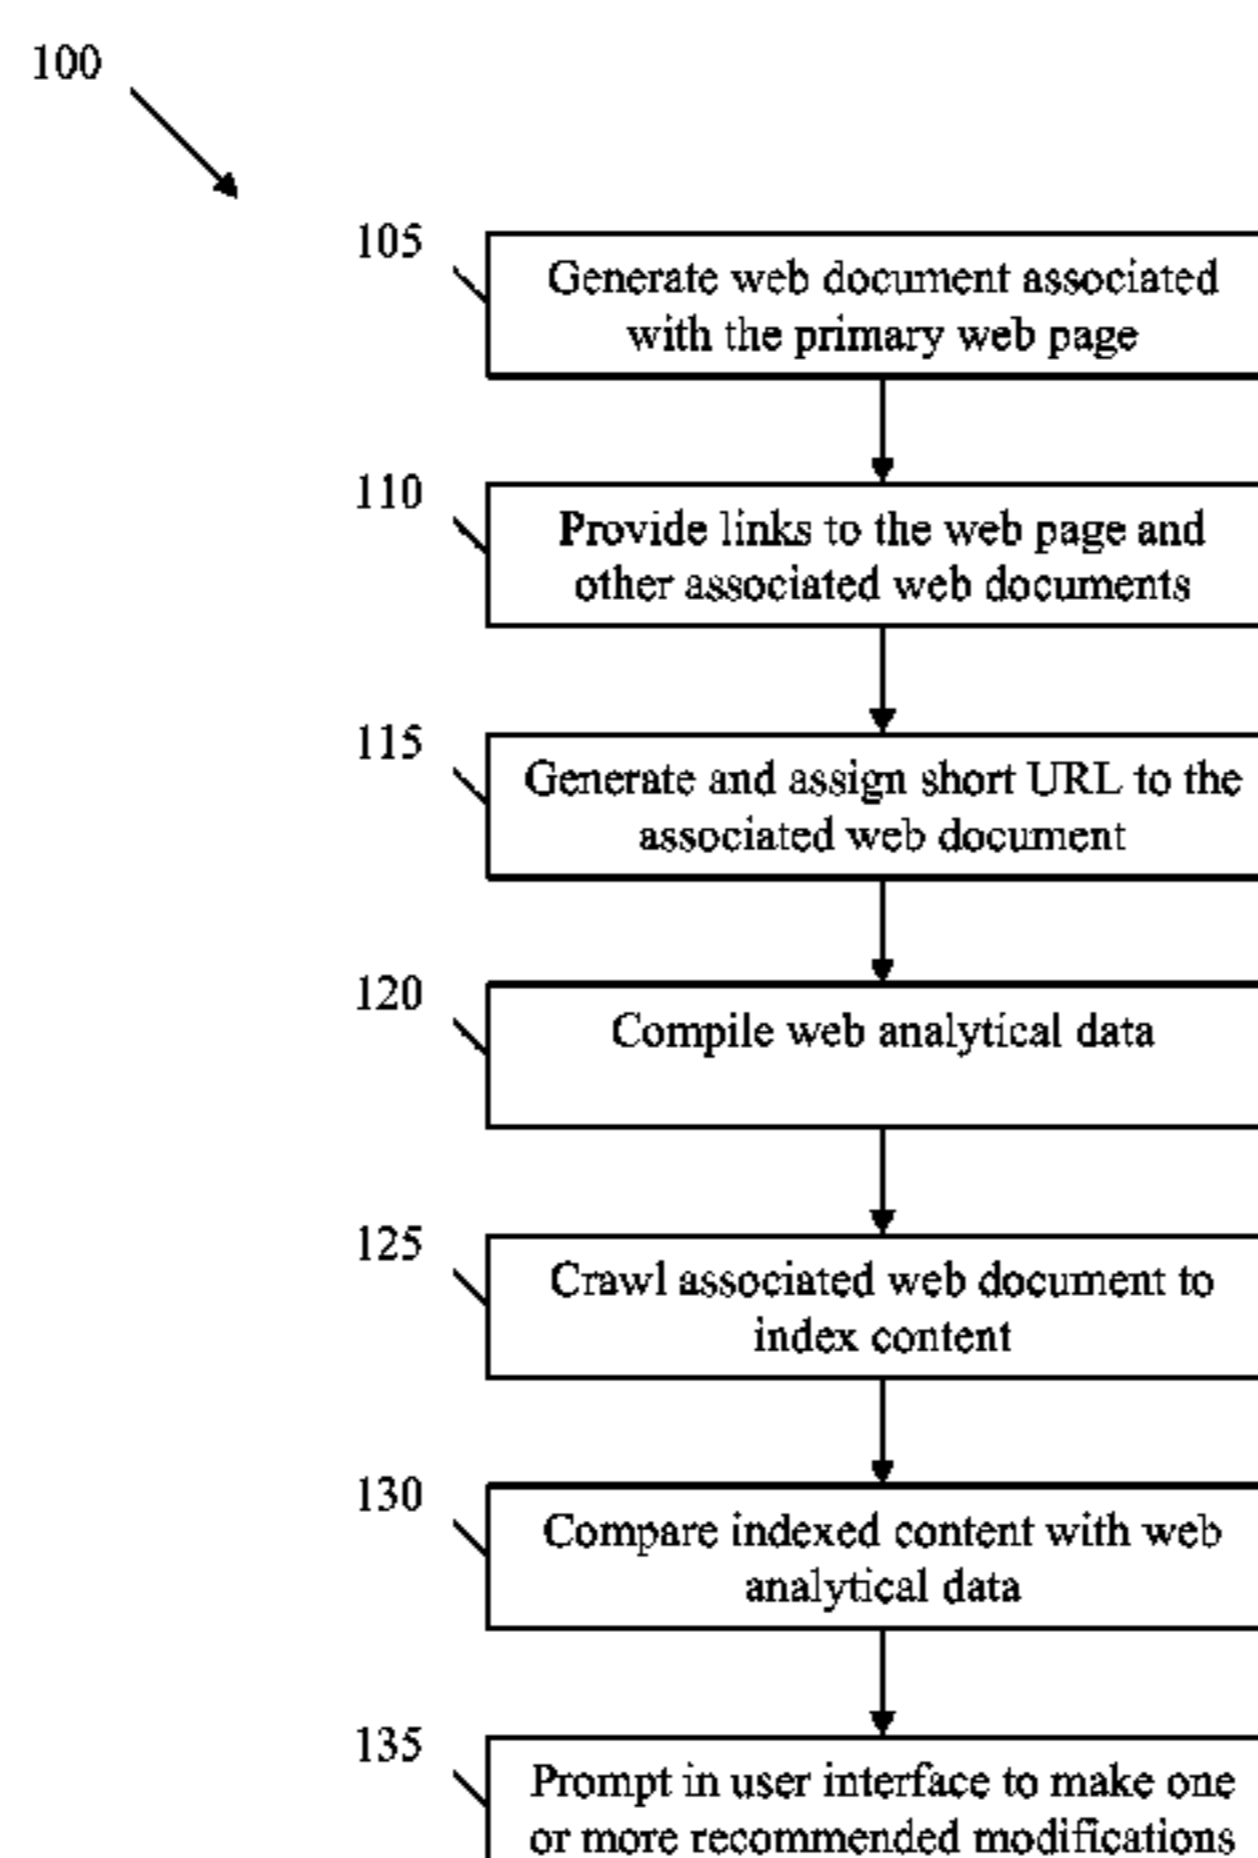 100
105
Generate web document associated
with the primary web page
110
Provide links to the web page and
other associated web documents
115
Generate and assign short URL to the
associated web document
120
Compile web analytical data
125
Crawl associated web document to
index content
130
Compare indexed content with web
analytical data
135
Prompt in user interface to make one
or more recommended modifications